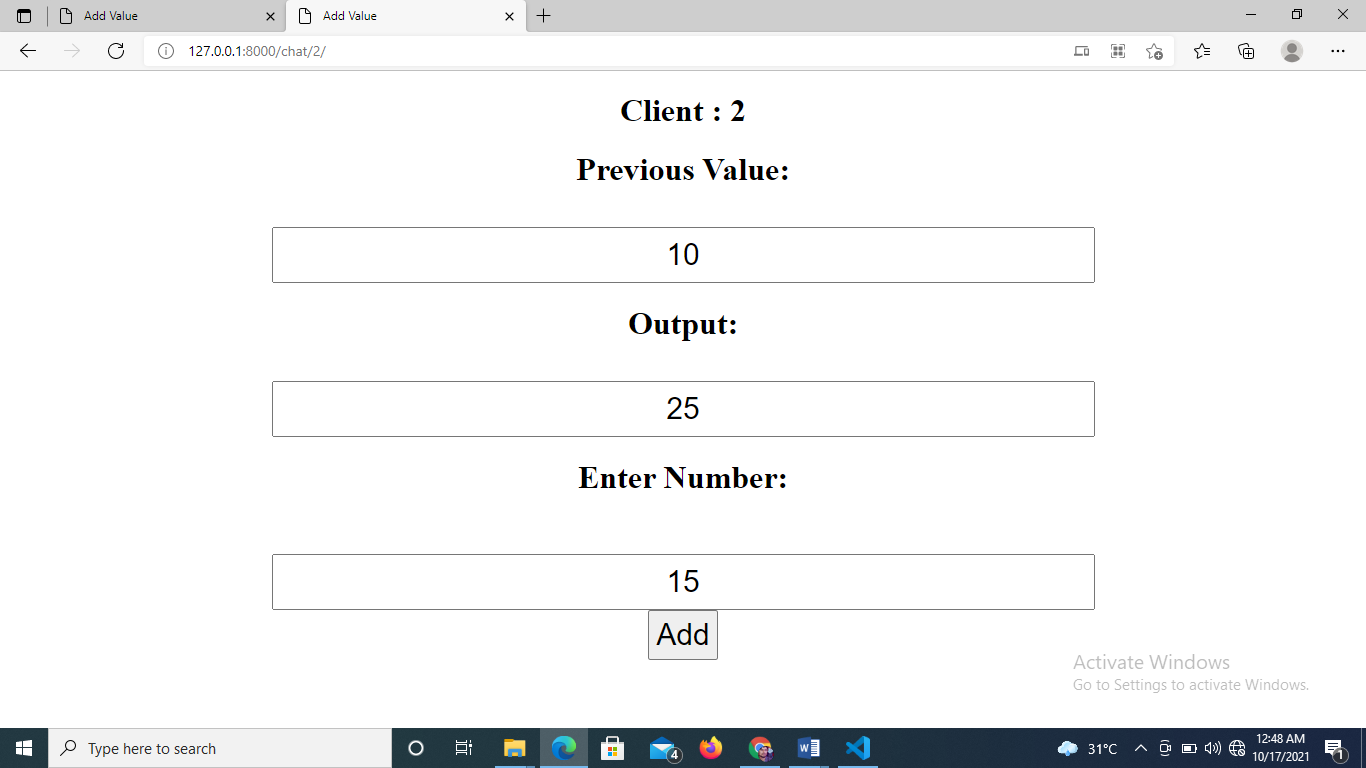 Add Value
Add Value
127.0.0.1:8000/chat/2/
Client : 2
Previous Value:
10
Output:
25
Enter Number:
15
Add
Activate Windows
Go to Settings to activate Windows.
Type here to search
4
31°C
12:48 AM
10/17/2021
1